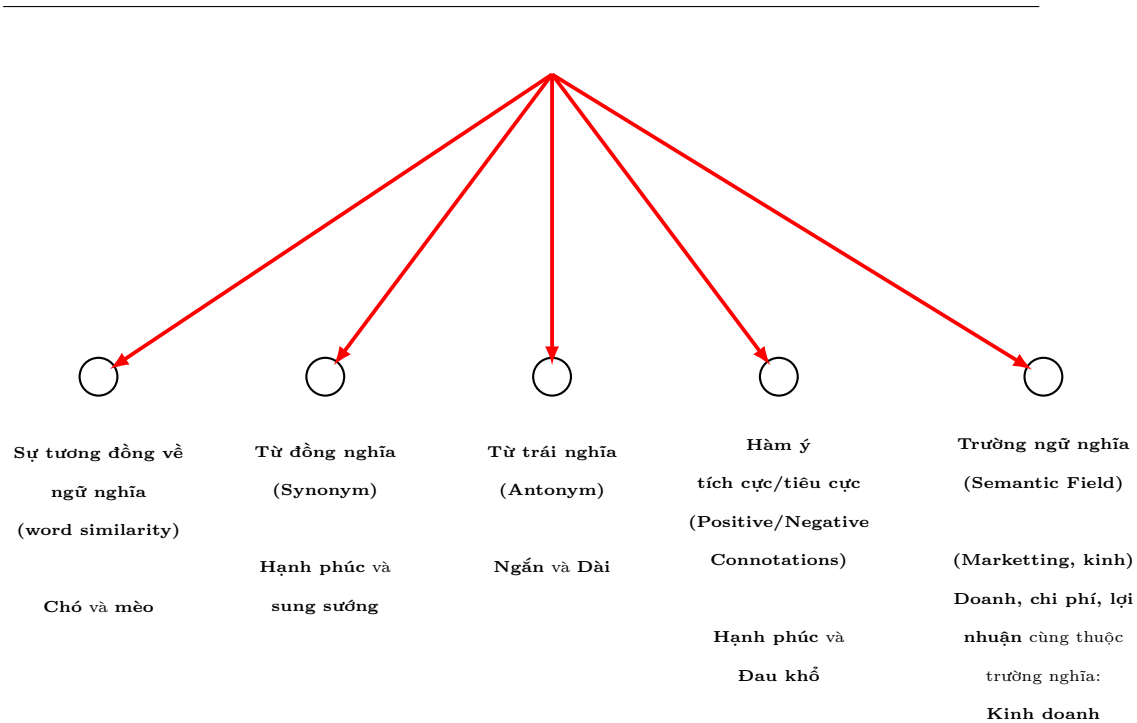 Sự tương đồng về
ngữ nghĩa
(word similarity)
Chó và mèo
Từ đồng nghĩa
(Synonym)
Hạnh phúc và
sung sướng
Từ trái nghĩa
(Antonym)
Ngắn và Dài
Hàm ý
tích cực/tiêu cực
(Positive/Negative
Connotations)
Hạnh phúc và
Đau khổ
Trường ngữ nghĩa
(Semantic Field)
(Marketting, kinh)
Doanh, chi phí, lợi
nhuận cùng thuộc
trường nghĩa:
Kinh doanh